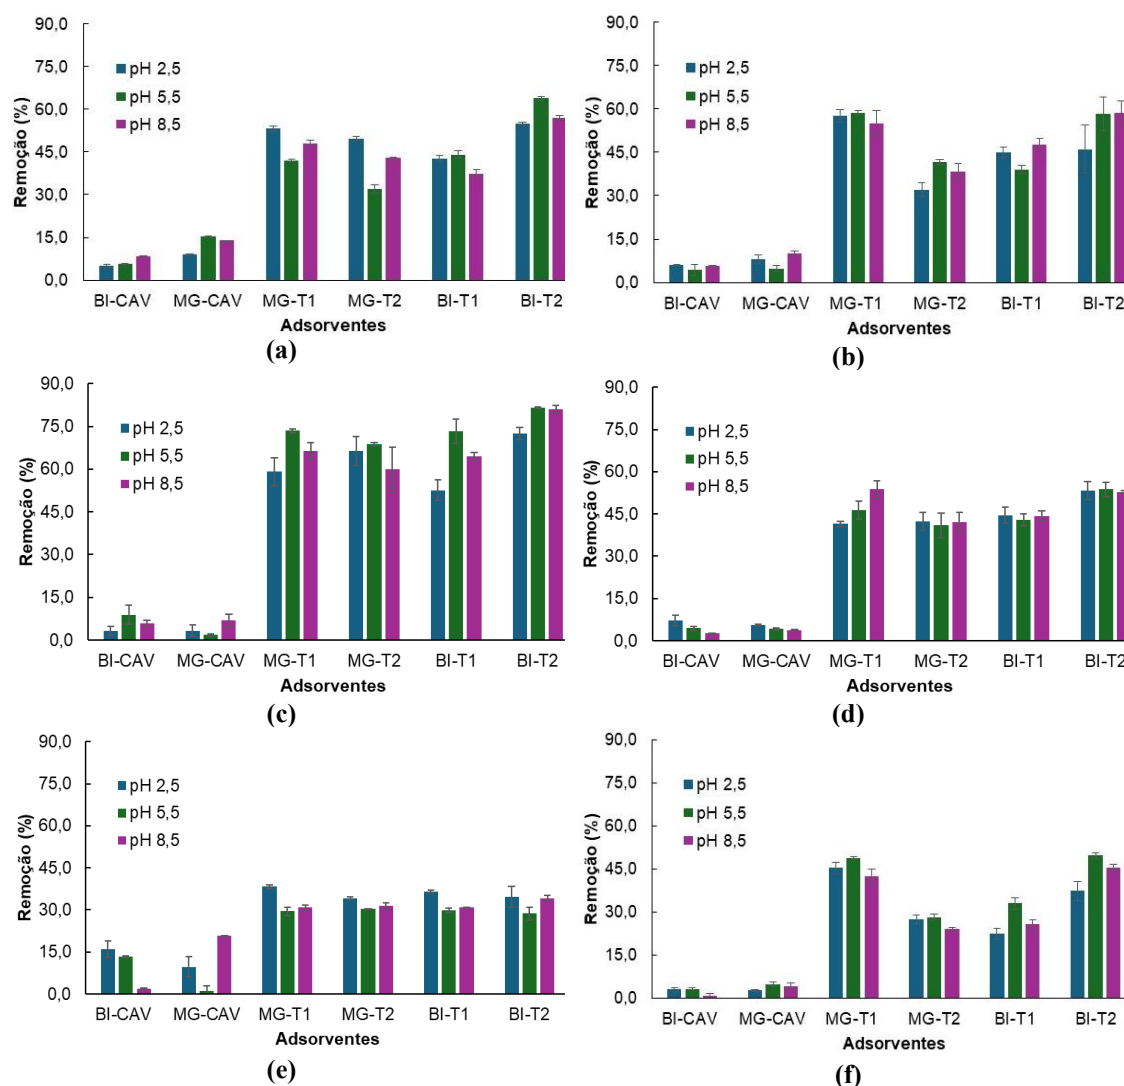 90,0
75,0
60,0
45,0
30,0
15,0
0,0
Remoção (%)
pH 2,5
pH 5,5
pH 8,5
BI-CAV MG-CAV MG-T1 MG-T2 BI-T1 BI-T2
Adsorventes
(a)
90,0
75,0
60,0
45,0
30,0
15,0
0,0
Remoção (%)
pH 2,5
pH 5,5
pH 8,5
BI-CAV MG-CAV MG-T1 MG-T2 BI-T1 BI-T2
Adsorventes
(b)
90,0
75,0
60,0
45,0
30,0
15,0
0,0
Remoção (%)
pH 2,5
pH 5,5
pH 8,5
BI-CAV MG-CAV MG-T1 MG-T2 BI-T1 BI-T2
Adsorventes
(c)
90,0
75,0
60,0
45,0
30,0
15,0
0,0
Remoção (%)
pH 2,5
pH 5,5
pH 8,5
BI-CAV MG-CAV MG-T1 MG-T2 BI-T1 BI-T2
Adsorventes
(d)
90,0
75,0
60,0
45,0
30,0
15,0
0,0
Remoção (%)
pH 2,5
pH 5,5
pH 8,5
BI-CAV MG-CAV MG-T1 MG-T2 BI-T1 BI-T2
Adsorventes
(e)
90,0
75,0
60,0
45,0
30,0
15,0
0,0
Remoção (%)
pH 2,5
pH 5,5
pH 8,5
BI-CAV MG-CAV MG-T1 MG-T2 BI-T1 BI-T2
Adsorventes
(f)